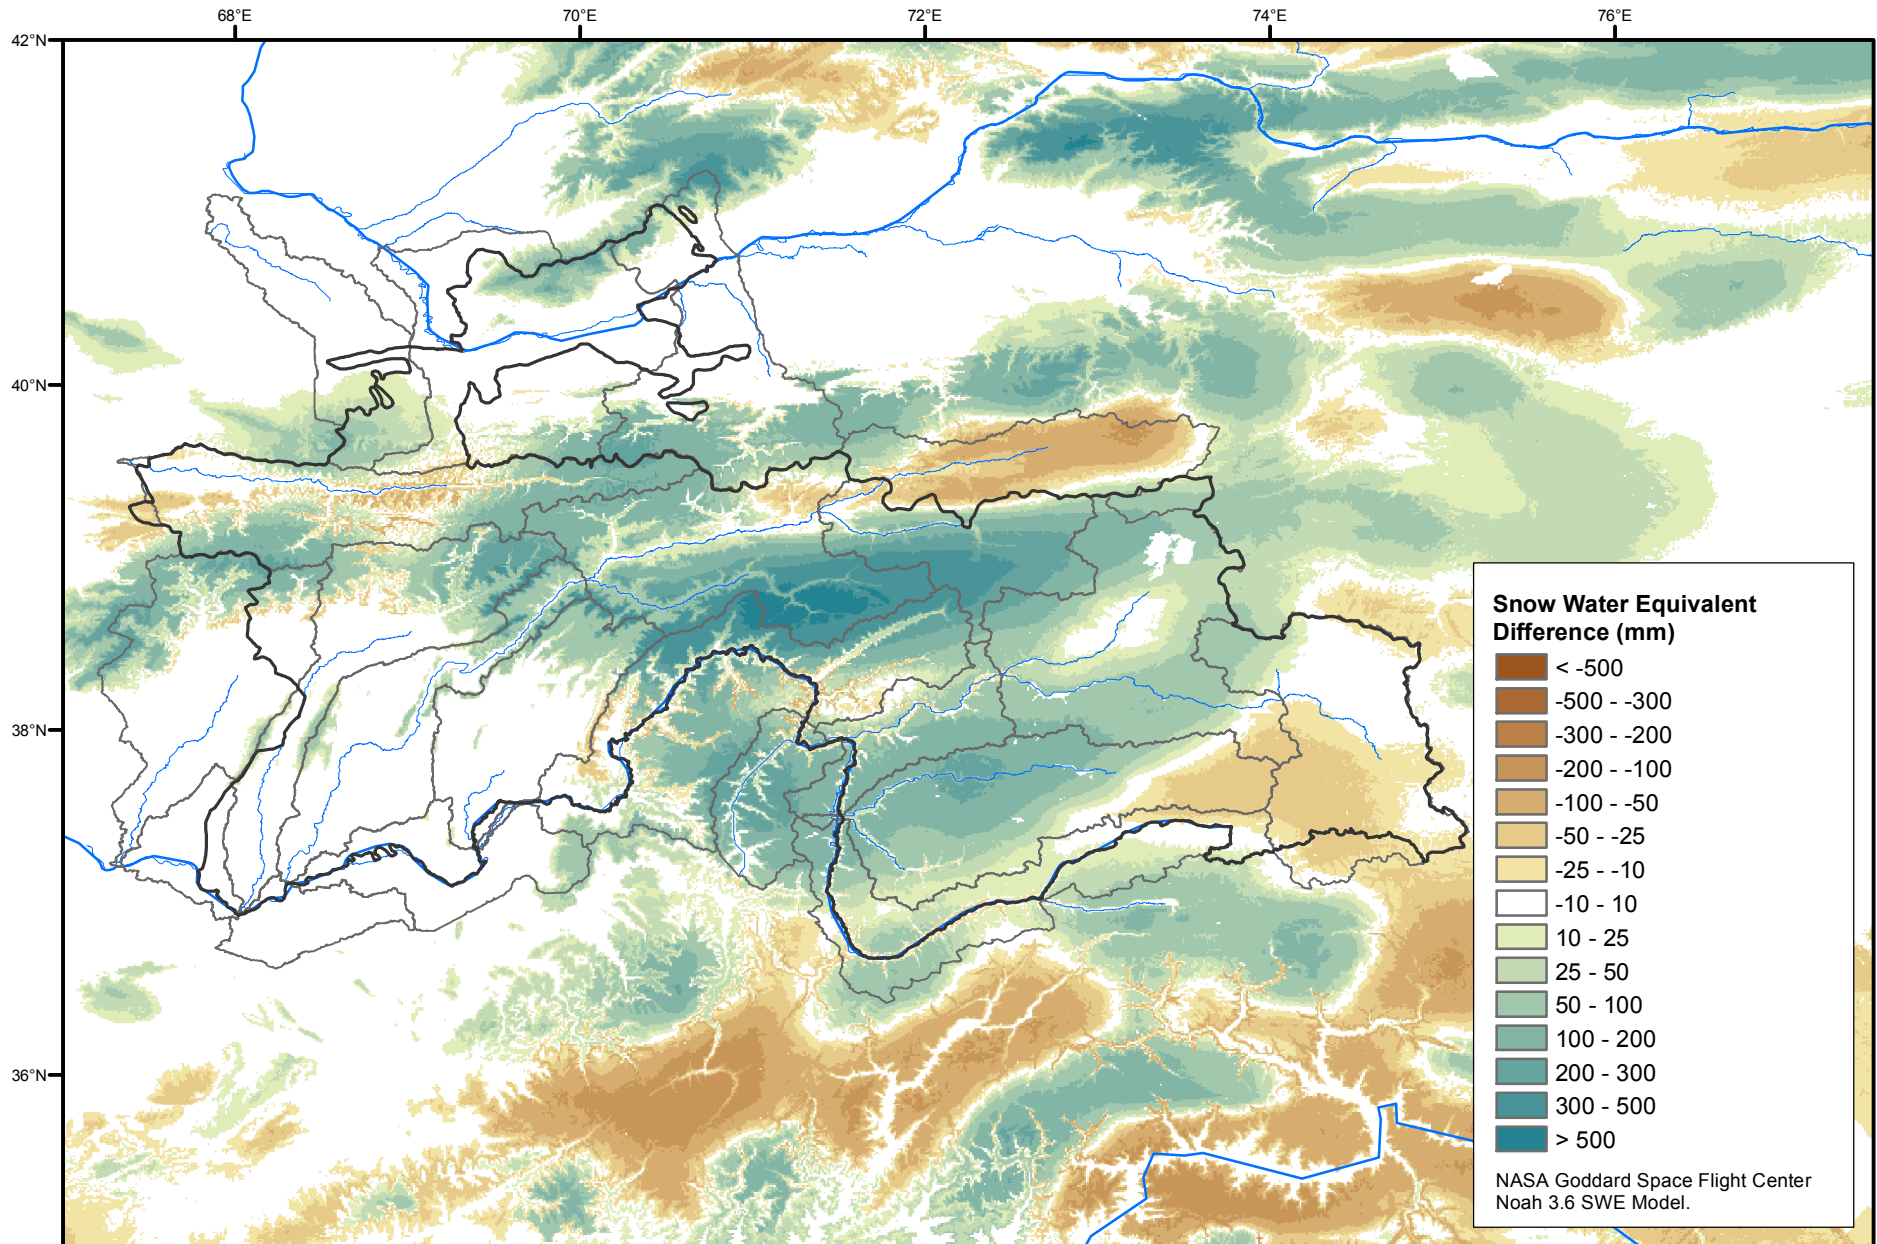 68°E
70°E
72°E
74°E
76°E
42°N
40°N
38°N
36°N
Snow Water Equivalent
Difference (mm)
< -500
-500 - -300
-300 - -200
-200 - -100
-100 - -50
-50 - -25
-25 - -10
-10 - 10
10 - 25
25 - 50
50 - 100
100 - 200
200 - 300
300 - 500
> 500
NASA Goddard Space Flight Center
Noah 3.6 SWE Model.